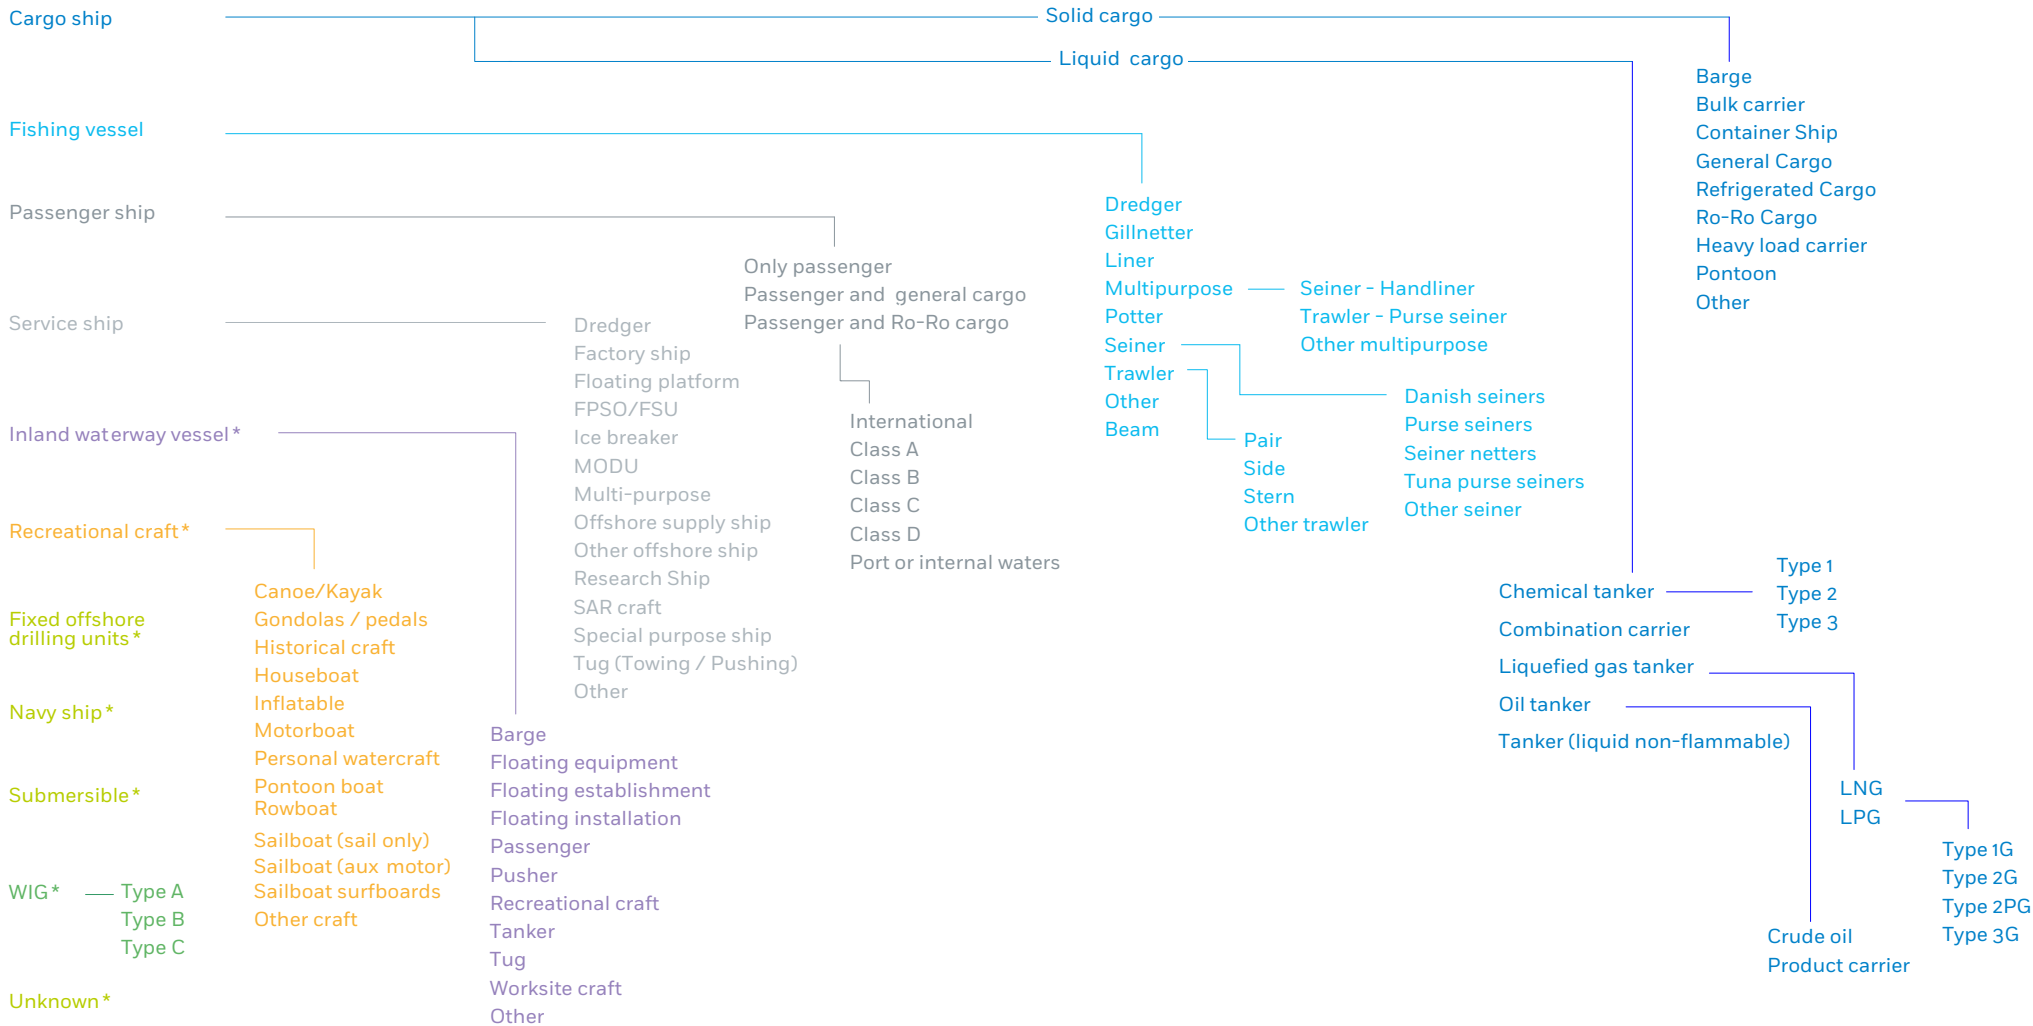 Cargo ship
Solid cargo
Liquid cargo
Barge
Bulk carrier
Container Ship
General Cargo
Refrigerated Cargo
Ro-Ro Cargo
Heavy load carrier
Pontoon
Other
Chemical tanker
Type 1
Type 2
Type 3
Combination carrier
Liquefied gas tanker
Oil tanker
Tanker (liquid non-flammable)
LNG
LPG
Type 1G
Type 2G
Type 2PG
Type 3G
Crude oil
Product carrier
Fishing vessel
Dredger
Gillnetter
Liner
Multipurpose
Potter
Seiner
Trawler
Other
Beam
Seiner - Handliner
Trawler - Purse seiner
Other multipurpose
Danish seiners
Purse seiners
Seiner netters
Tuna purse seiners
Other seiner
Pair
Side
Stern
Other trawler
Passenger ship
Only passenger
Passenger and general cargo
Passenger and Ro-Ro cargo
International
Class A
Class B
Class C
Class D
Port or internal waters
Service ship
Dredger
Factory ship
Floating platform
FPSO/FSU
Ice breaker
MODU
Multi-purpose
Offshore supply ship
Other offshore ship
Research Ship
SAR craft
Special purpose ship
Tug (Towing / Pushing)
Other
Inland waterway vessel *
Barge
Floating equipment
Floating establishment
Floating installation
Passenger
Pusher
Recreational craft
Tanker
Tug
Worksite craft
Other
Recreational craft *
Canoe/Kayak
Gondolas / pedals
Historical craft
Houseboat
Inflatable
Motorboat
Personal watercraft
Pontoon boat
Rowboat
Sailboat (sail only)
Sailboat (aux motor)
Sailboat surfboards
Other craft
Fixed offshore
drilling units *
Navy ship *
Submersible *
WIG *
Type A
Type B
Type C
Unknown *